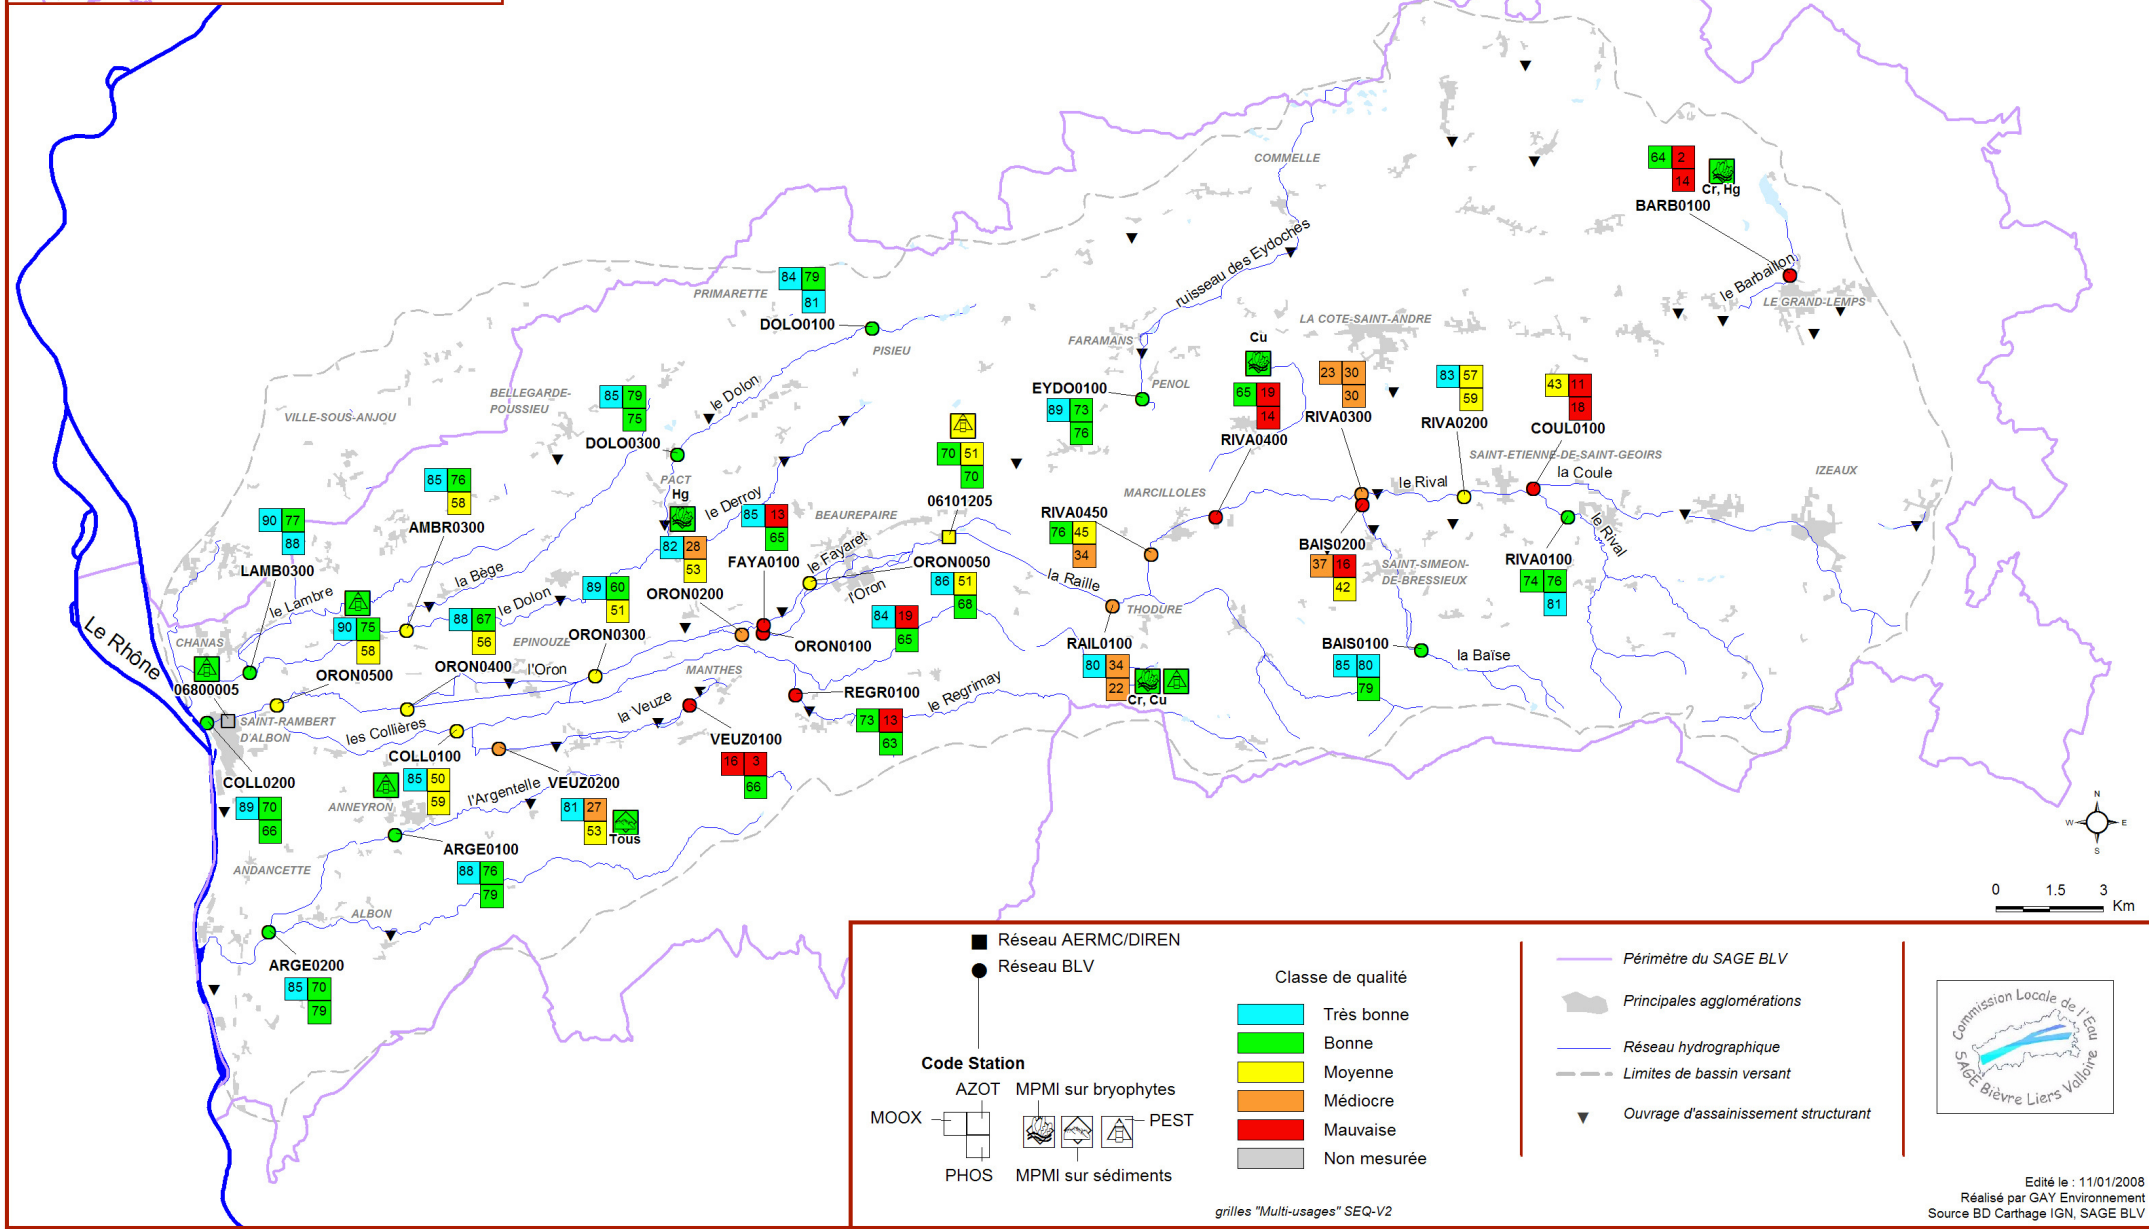 COMMELLE
64 2
14
Cr, Hg
BARB0100
ruisseau des Eydoches
le Barbaillon
LE GRAND-LEMPS
84 79
81
PRIMARETTE
DOLO0100
PISIEU
LA COTE-SAINT-ANDRE
FARAMANS
Cu
EYDO0100
PENOL
89 73
76
65 19
14
RIVA0400
23 30
30
RIVA0300
83 57
59
RIVA0200
43 11
18
COUL0100
BELLEGARDE-
POUSSIEU
85 79
75
DOLO0300
le Dolon
VILLE-SOUS-ANJOU
70 51
70
06101205
SAINT-ETIENNE-DE-SAINT-GEOIRS
la Coule
IZEAUX
le Rival
le Rival
85 76
58
AMBR0300
PACT
Hg
le Derroy
82 28
53
ORON0200
85 13
65
FAYA0100
BEAUREPAIRE
le Fayaret
l'Oron
ORON0050
86 51
68
MARCILLOLES
RIVA0450
76 45
34
BAIS0200
37 16
42
SAINT-SIMEON-
DE-BRESSIEUX
RIVA0100
74 76
81
90 77
88
LAMB0300
la Bège
le Lambre
le Dolon
la Raille
THODURE
89 60
51
ORON0300
88 67
56
ORON0400
EPINOUZE
84 19
65
ORON0100
90 75
58
ORON0500
CHANAS
06800005
Le Rhône
l'Oron
MANTHES
RAIL0100
80 34
22
Cr, Cu
BAIS0100
85 80
79
la Baïse
REGR0100
73 13
63
le Regrimay
la Veuze
VEUZ0100
16 3
66
SAINT-RAMBERT
D'ALBON
les Collières
COLL0100
85 50
59
COLL0200
89 70
66
ANNEYRON
l'Argentelle
VEUZ0200
81 27
53
Tous
ARGE0100
88 76
79
ANDANCETTE
ALBON
ARGE0200
85 70
79
N
W E
S
0 1.5 3
Km
Réseau AERMC/DIREN
Réseau BLV
Code Station
AZOT
MOOX
PHOS
MPMI sur bryophytes
PEST
MPMI sur sédiments
Classe de qualité
Très bonne
Bonne
Moyenne
Médiocre
Mauvaise
Non mesurée
grilles "Multi-usages" SEQ-V2
Périmètre du SAGE BLV
Principales agglomérations
Réseau hydrographique
Limites de bassin versant
Ouvrage d'assainissement structurant
Commission Locale de l'Eau
SAGE Bièvre Liers Valloire
Edité le : 11/01/2008
Réalisé par GAY Environnement
Source BD Carthage IGN, SAGE BLV